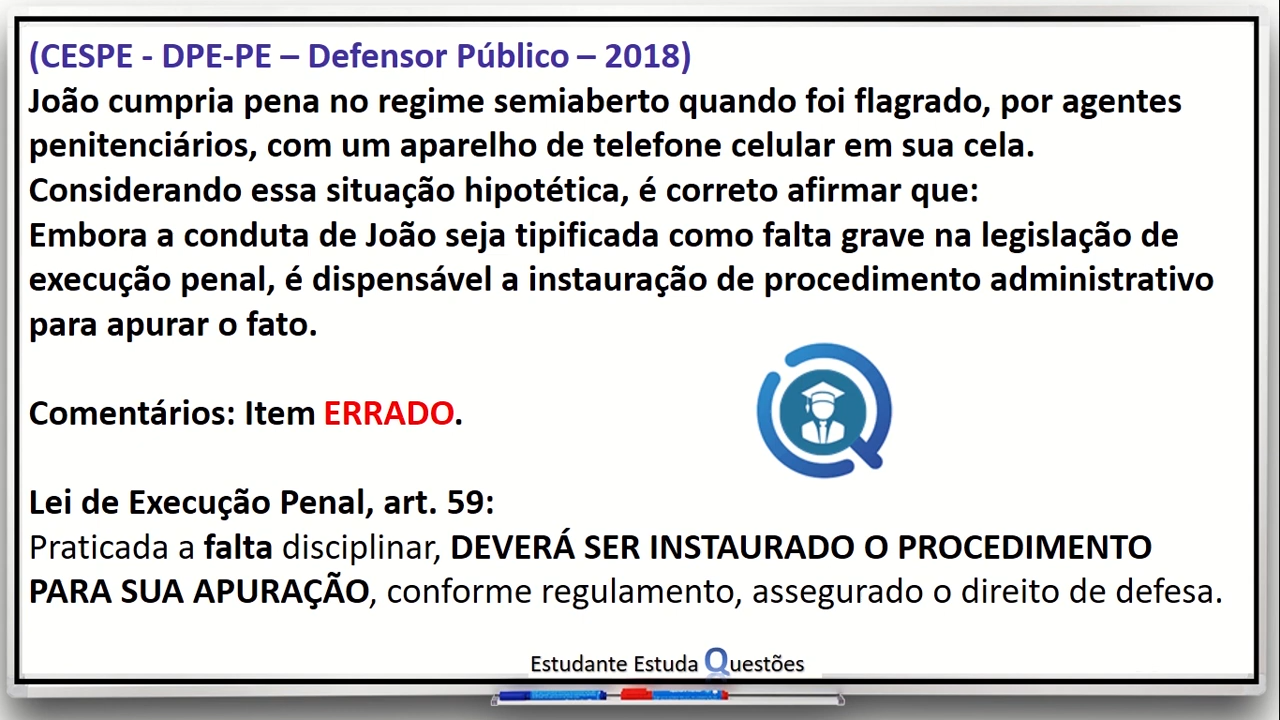 (CESPE - DPE-PE – Defensor Público – 2018)
João cumpria pena no regime semiaberto quando foi flagrado, por agentes
penitenciários, com um aparelho de telefone celular em sua cela.
Considerando essa situação hipotética, é correto afirmar que:
Embora a conduta de João seja tipificada como falta grave na legislação de
execução penal, é dispensável a instauração de procedimento administrativo
para apurar o fato.
Comentários: Item ERRADO.
Lei de Execução Penal, art. 59:
Praticada a falta disciplinar, DEVERÁ SER INSTAURADO O PROCEDIMENTO
PARA SUA APURAÇÃO, conforme regulamento, assegurado o direito de defesa.
Estudante Estuda Questões